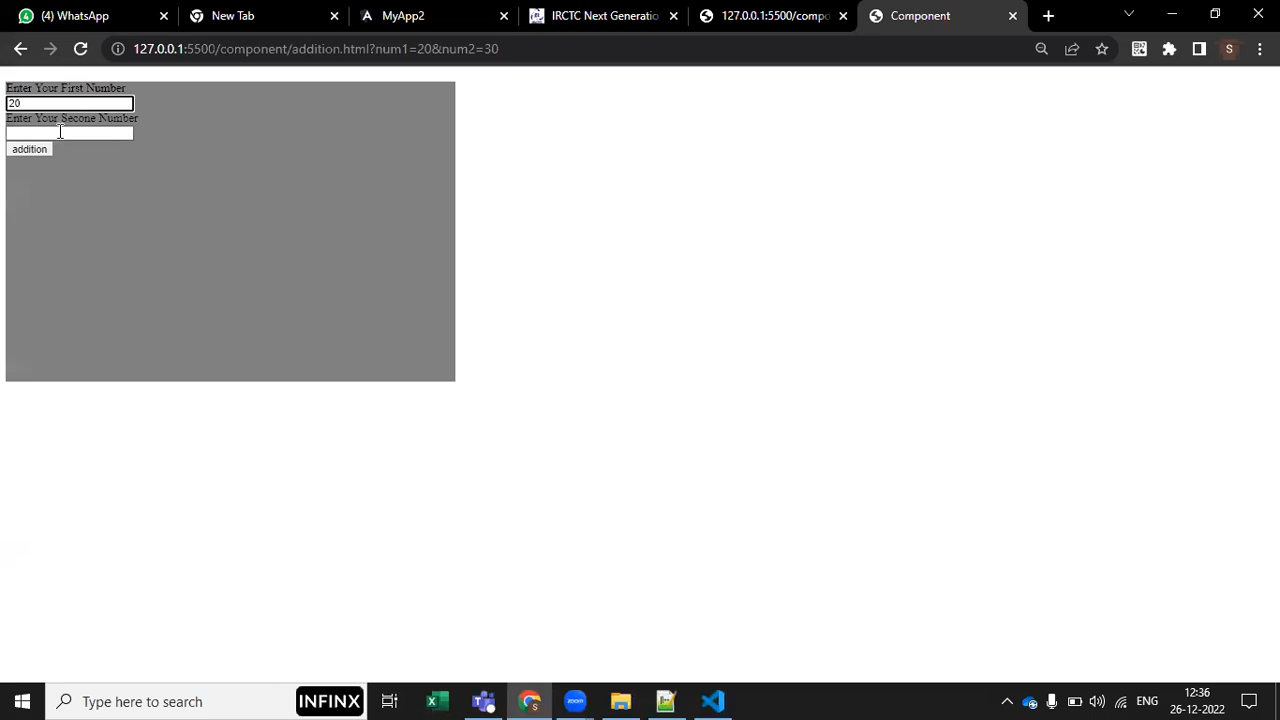 (4) WhatsApp
New Tab
MyApp2
IRCTC Next Generatio
127.0.0.1:5500/compo
Component
127.0.0.1:5500/component/addition.html?num1=20&num2=30
S
Enter Your First Number
20
Enter Your Secone Number
addition
Type here to search
INFINX
zoom
ENG
12:36
26-12-2022